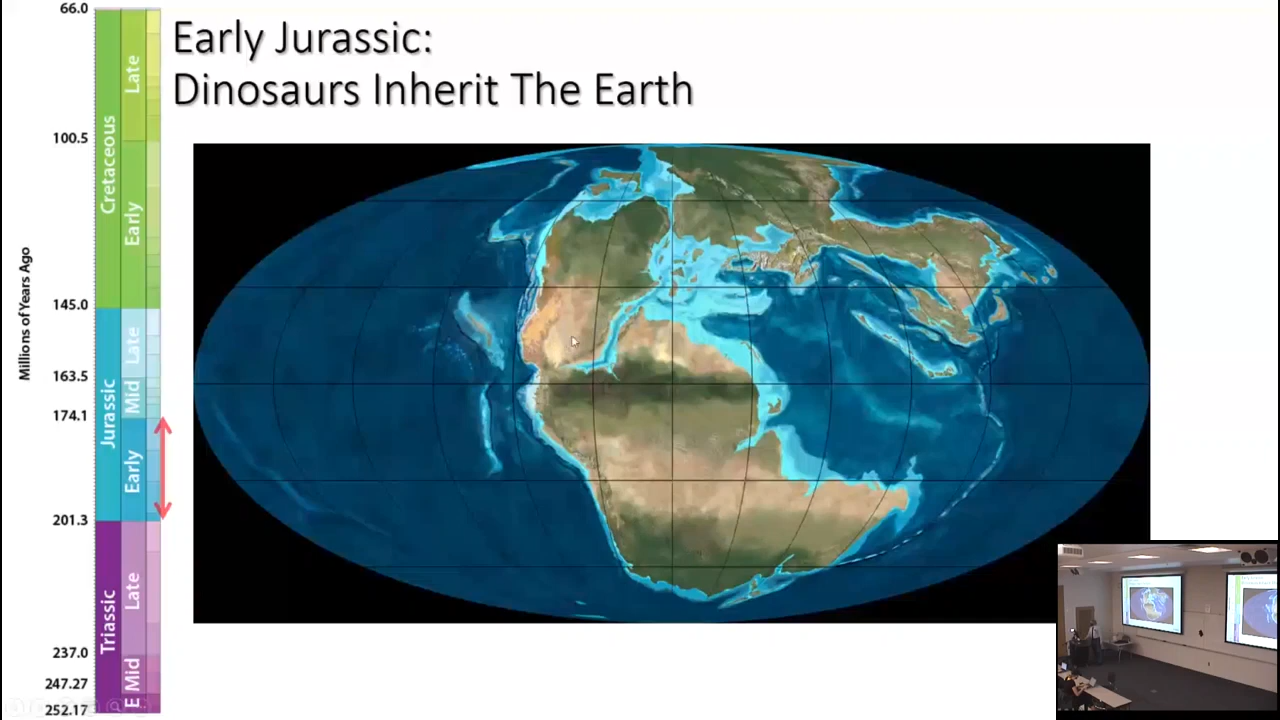 Early Jurassic:
Dinosaurs Inherit The Earth
Millions of Years Ago
66.0
100.5
145.0
163.5
174.1
201.3
237.0
247.27
252.17
Cretaceous
Late
Early
Jurassic
Late
Mid
Early
Triassic
Late
Mid
E